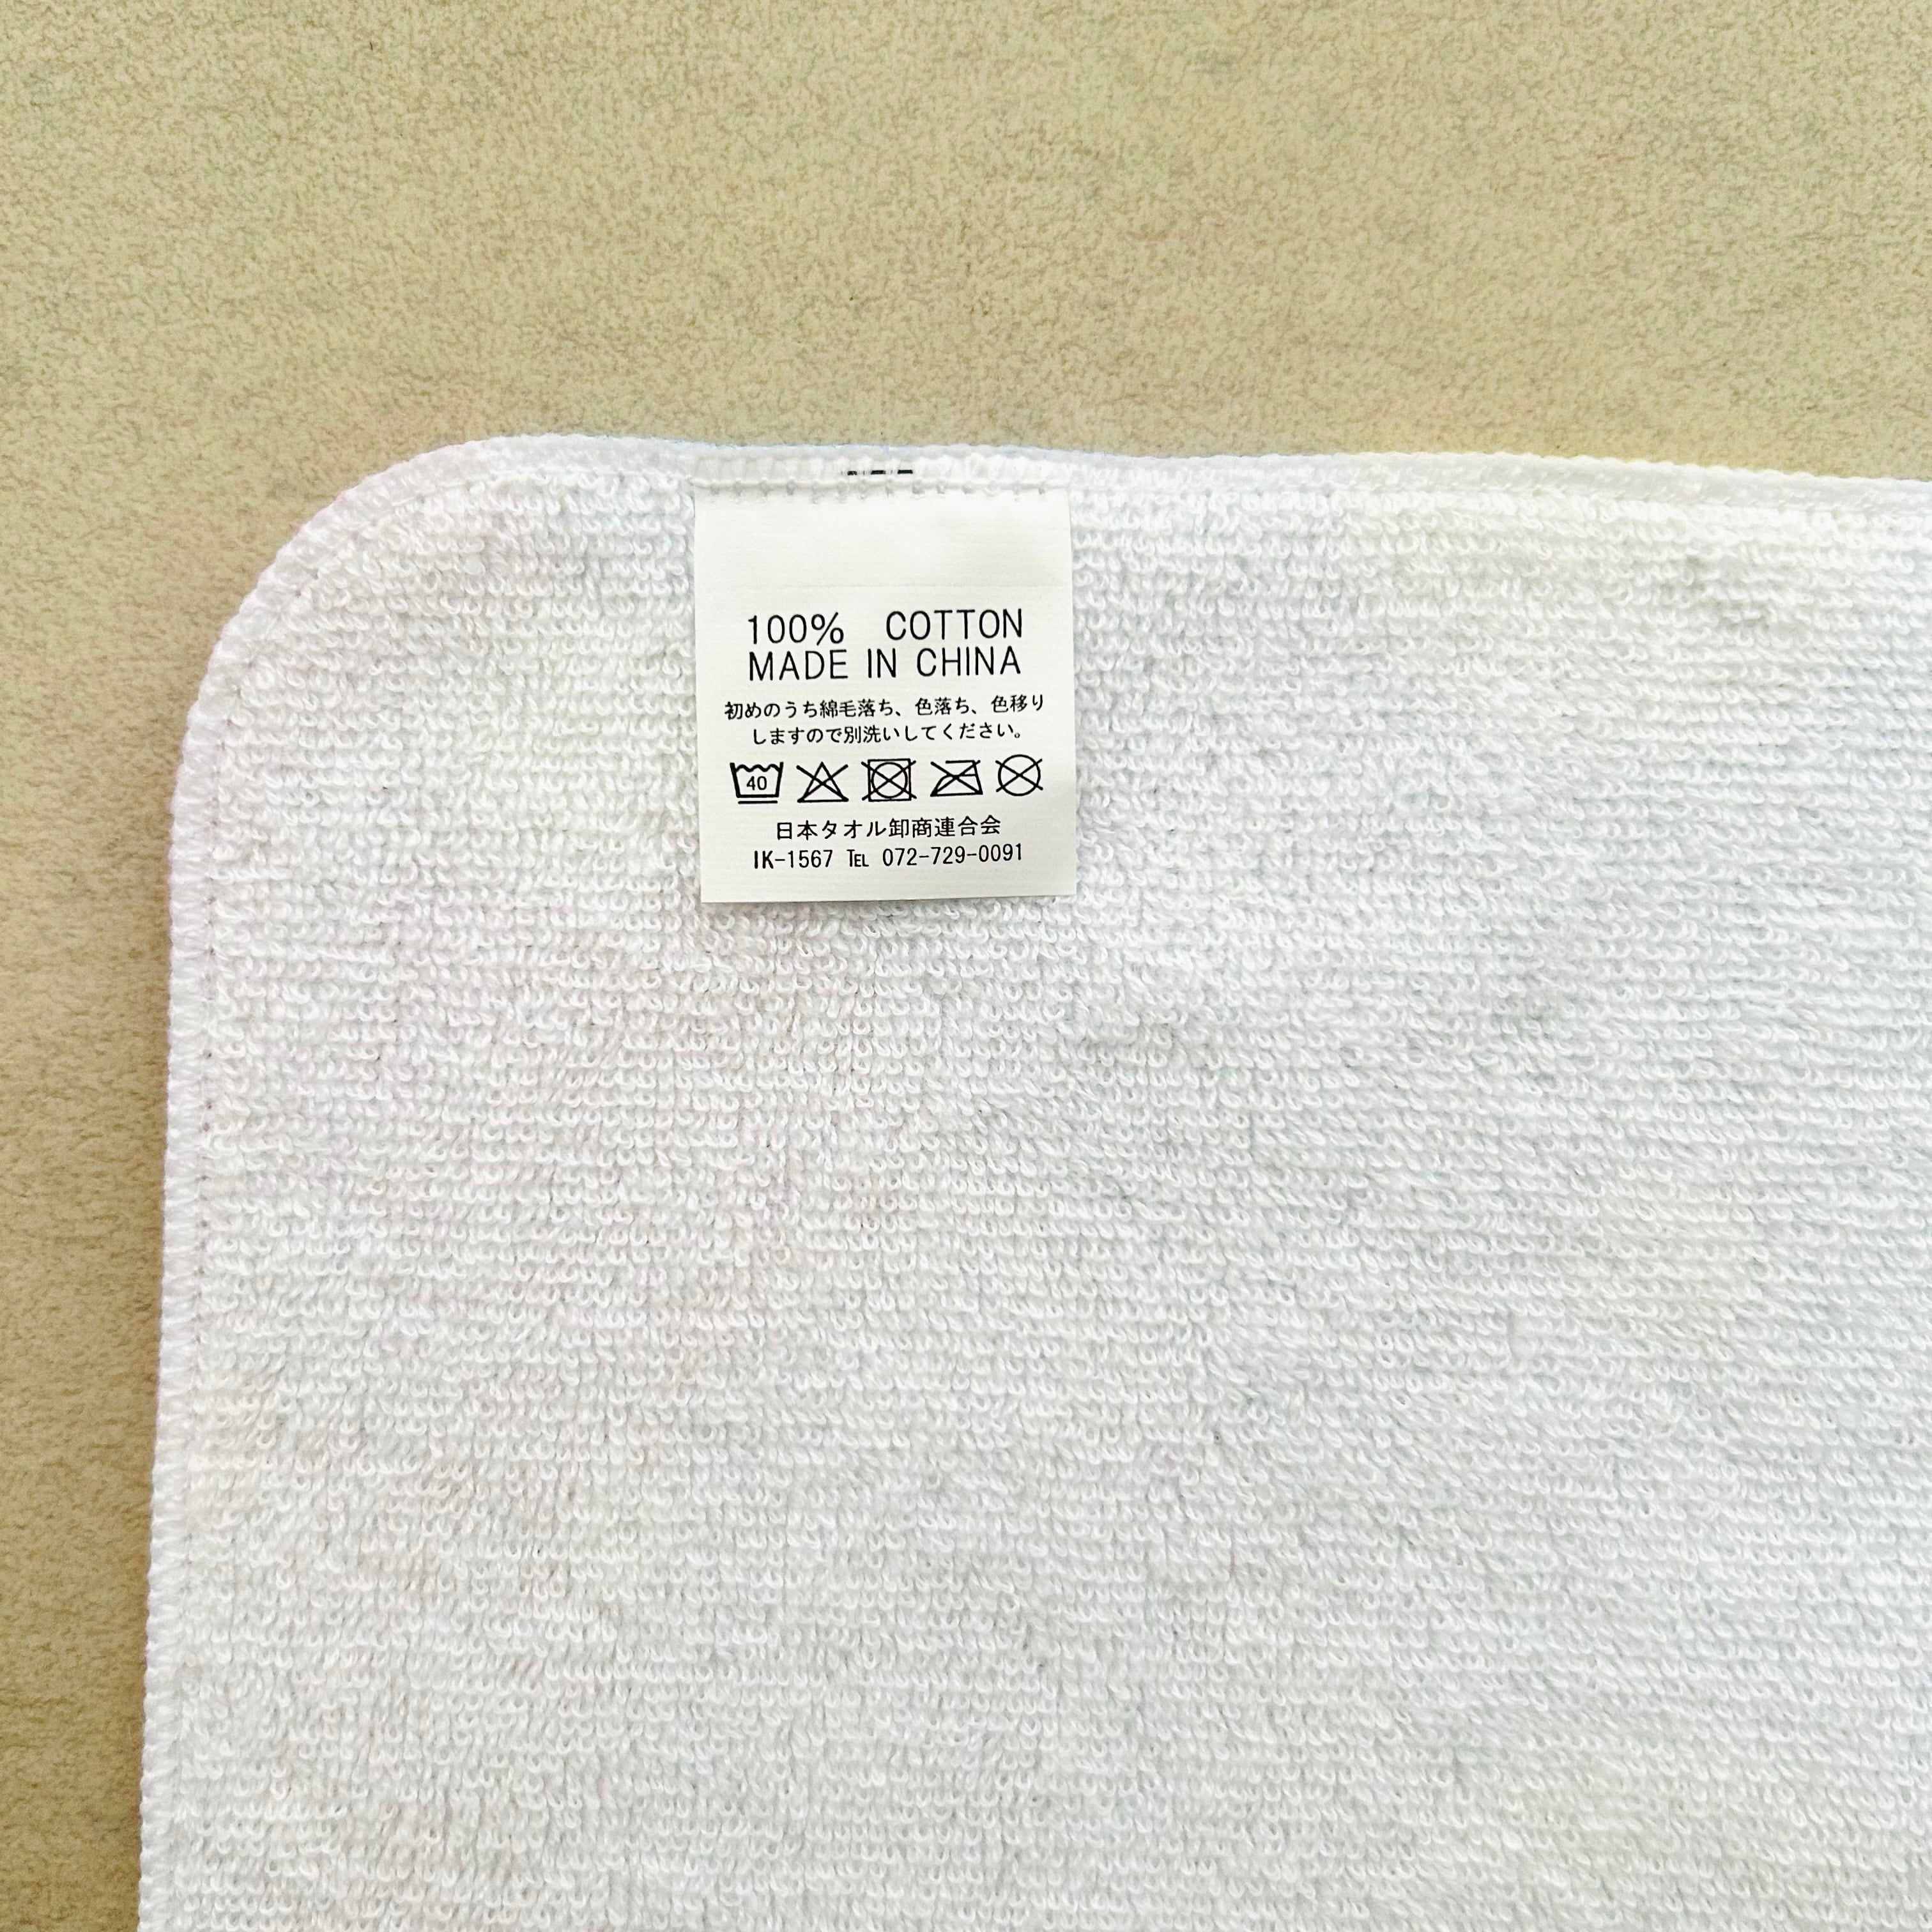 100% COTTON
MADE IN CHINA
初めのうち綿毛落ち、色落ち、色移り
しますので別洗いしてください。
40
日本タオル卸商連合会
IK-1567 ℡ 072-729-0091